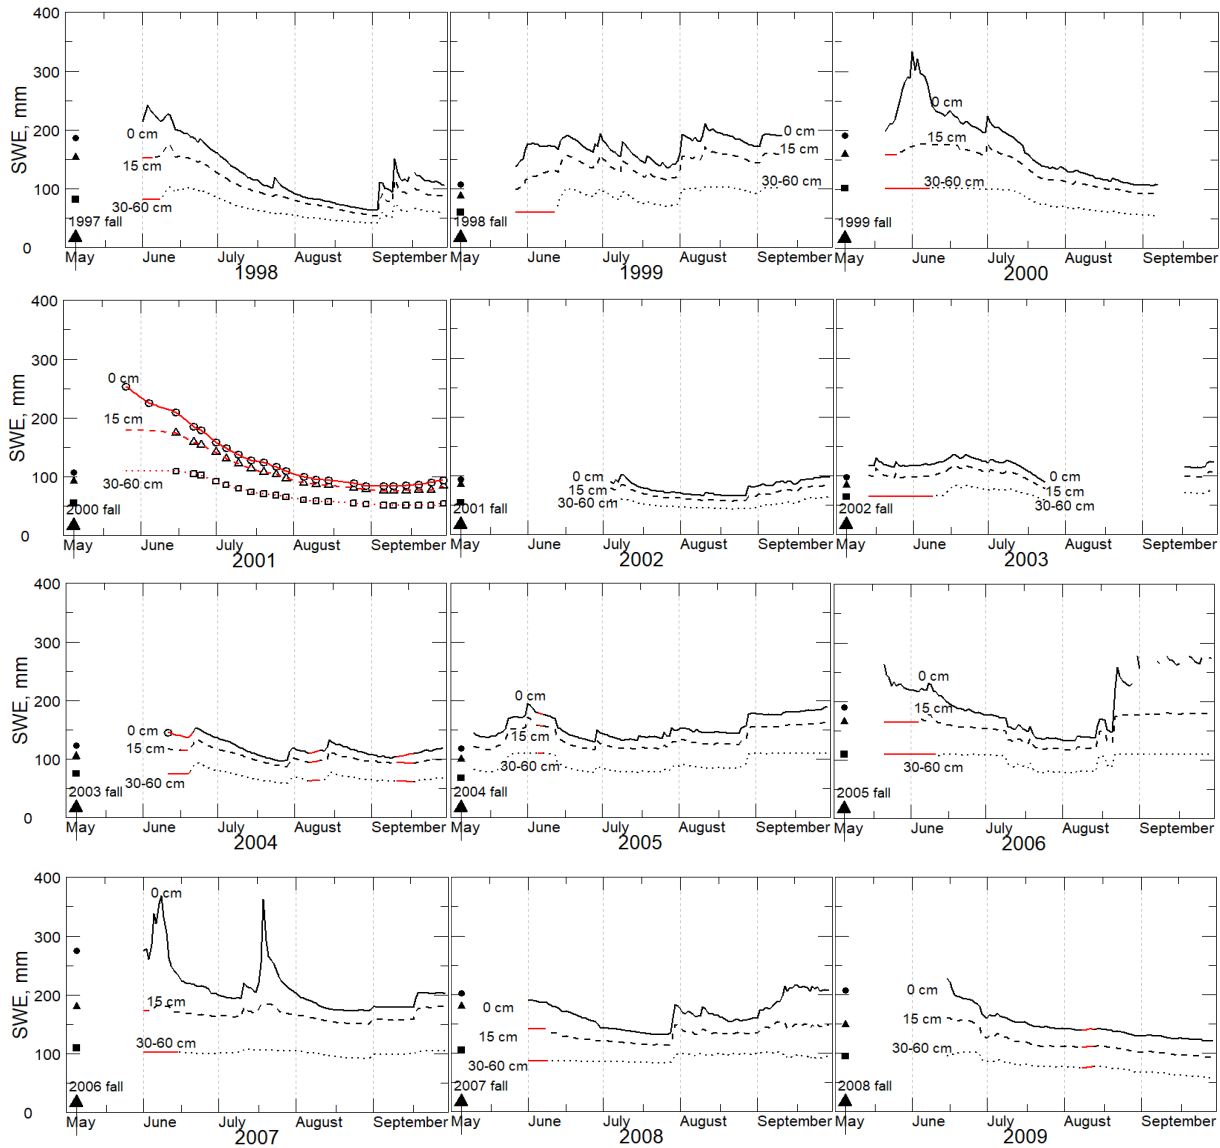 400
300
200
100
0
SWE, mm
0 cm
15 cm
30-60 cm
1997 fall
May June July August September
1998
0 cm
15 cm
30-60 cm
1998 fall
May June July August September
1999
0 cm
15 cm
30-60 cm
1999 fall
May June July August September
2000
400
300
200
100
0
SWE, mm
0 cm
15 cm
30-60 cm
2000 fall
May June July August September
2001
0 cm
15 cm
30-60 cm
2001 fall
May June July August September
2002
0 cm
15 cm
30-60 cm
2002 fall
May June July August September
2003
400
300
200
100
0
SWE, mm
0 cm
15 cm
30-60 cm
2003 fall
May June July August September
2004
0 cm
15 cm
30-60 cm
2004 fall
May June July August September
2005
0 cm
15 cm
30-60 cm
2005 fall
May June July August September
2006
400
300
200
100
0
SWE, mm
0 cm
15 cm
30-60 cm
2006 fall
May June July August September
2007
0 cm
15 cm
30-60 cm
2007 fall
May June July August September
2008
0 cm
15 cm
30-60 cm
2008 fall
May June July August September
2009